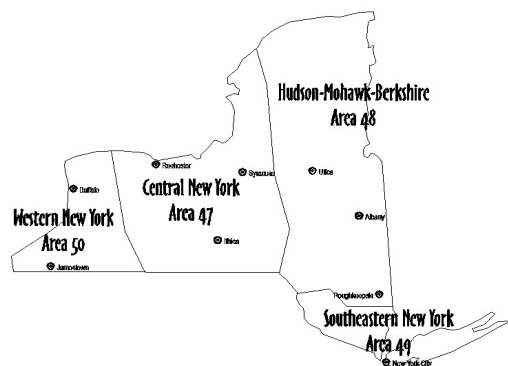 Hudson-Mohawk-Berkshire
Area 48
Rochester
Syracuse
Utica
Buffalo
Central New York
Area 47
Western New York
Area 50
Albany
Ithica
Jamestown
Poughkeepsie
Southeastern New York
Area 49
New York City